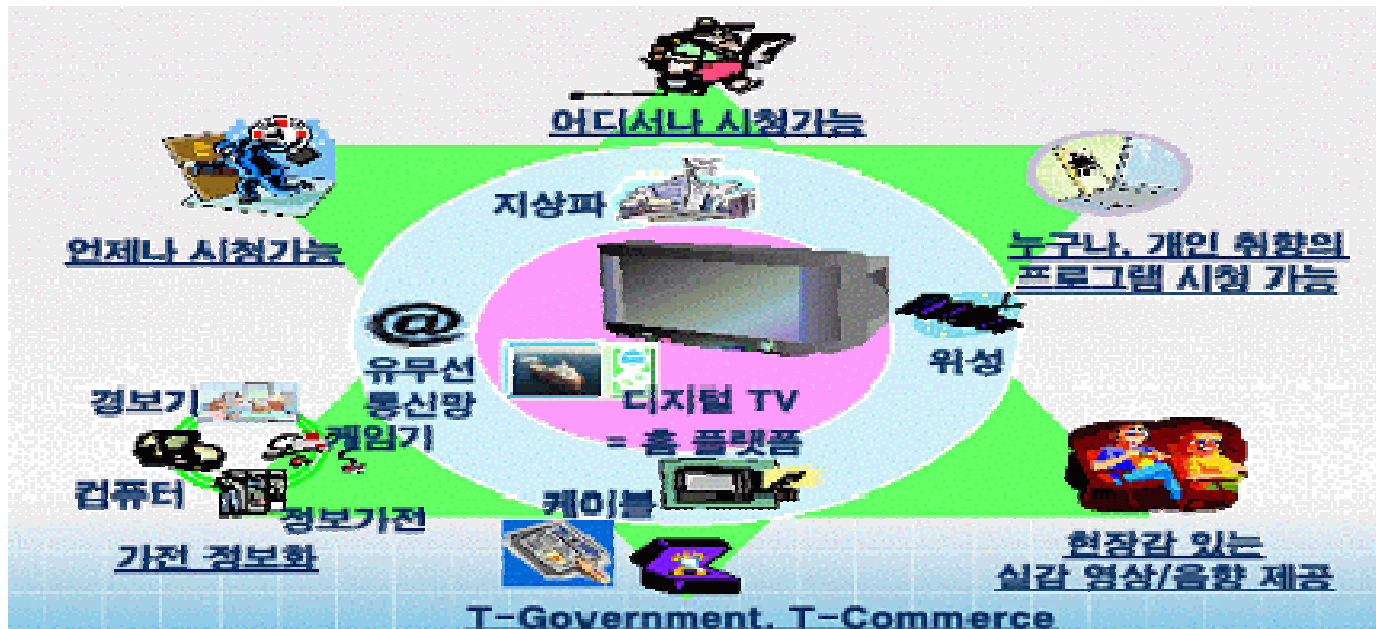 어디서나 시청가능
지상파
언제나 시청가능
누구나, 개인 취향의
프로그램 시청 가능
@
유무선
통신망
위성
디지털 TV
= 홈 플랫폼
경보기
게임기
컴퓨터
정보가전
가전 정보화
케이블
현장감 있는
실감 영상/음향 제공
T-Government, T-Commerce